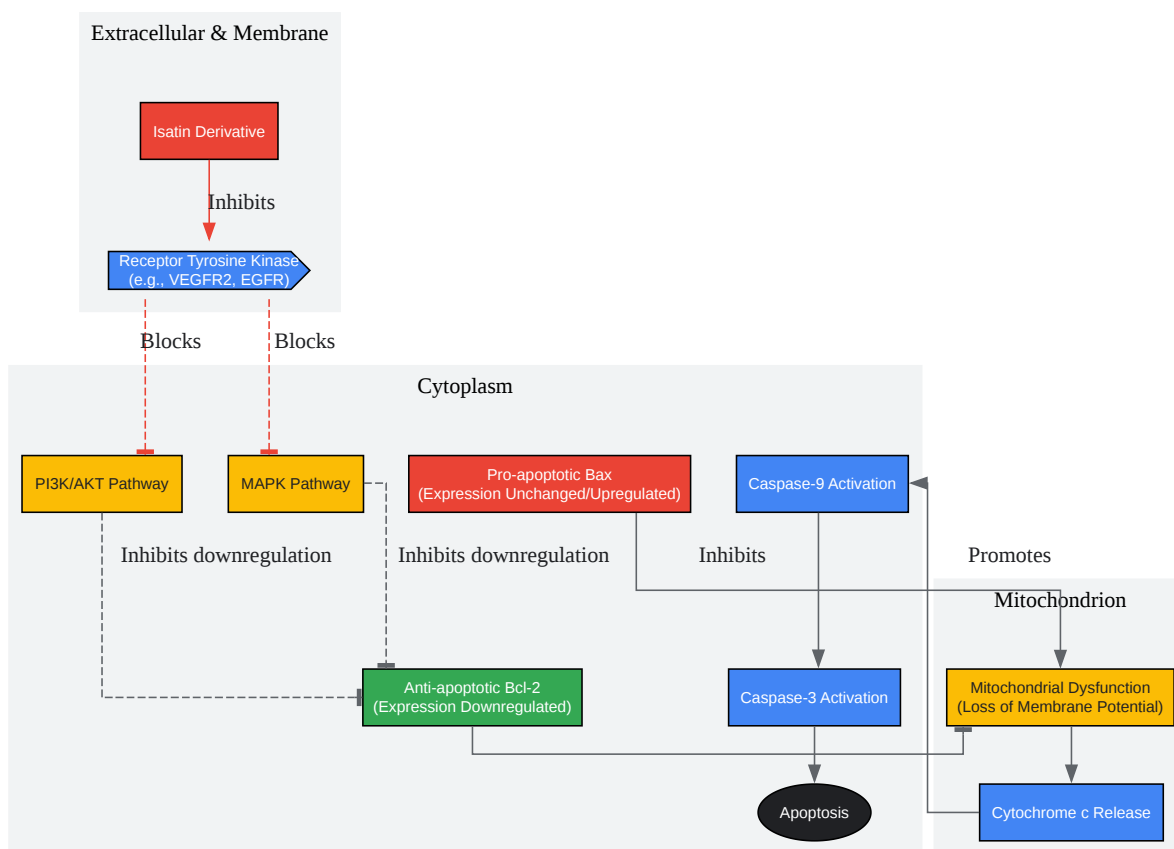 Extracellular & Membrane
Isatin Derivative
Inhibits
Receptor Tyrosine Kinase
(e.g., VEGFR2, EGFR)
Blocks
Blocks
Cytoplasm
PI3K/AKT Pathway
MAPK Pathway
Pro-apoptotic Bax
(Expression Unchanged/Upregulated)
Caspase-9 Activation
Inhibits downregulation
Inhibits downregulation
Inhibits
Promotes
Mitochondrion
Anti-apoptotic Bcl-2
(Expression Downregulated)
Caspase-3 Activation
Mitochondrial Dysfunction
(Loss of Membrane Potential)
Apoptosis
Cytochrome c Release